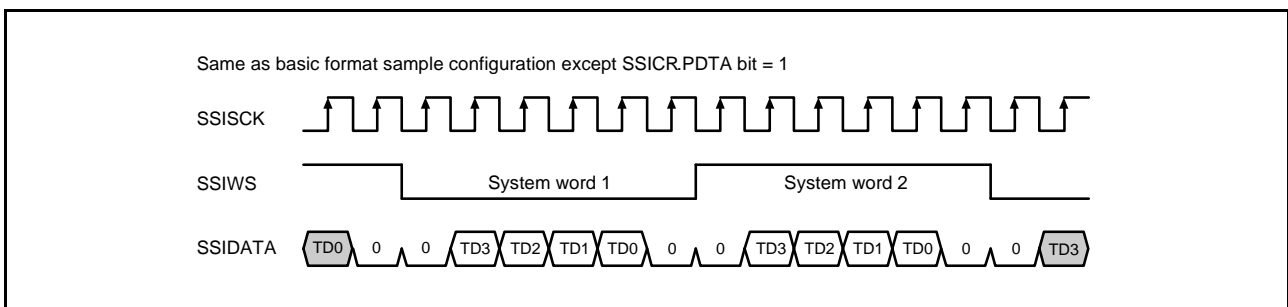 Same as basic format sample configuration except SSICR.PDTA bit = 1
SSISCK
SSIWS System word 1 System word 2
SSIDATA TD0 0 0 TD3 TD2 TD1 TD0 0 0 TD3 TD2 TD1 TD0 0 0 TD3